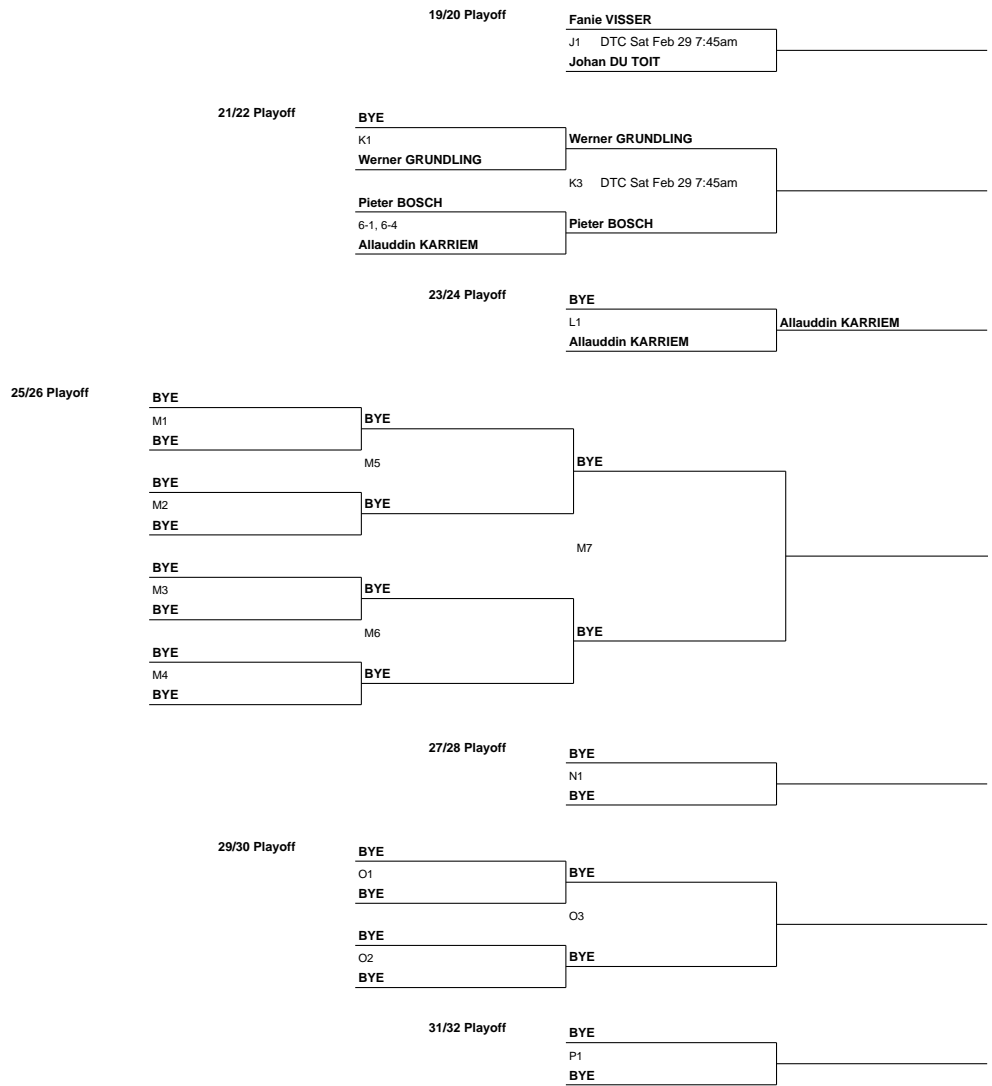 19/20 Playoff
Fanie VISSER
J1 DTC Sat Feb 29 7:45am
Johan DU TOIT
21/22 Playoff
BYE
K1
Werner GRUNDLING
Werner GRUNDLING
K3 DTC Sat Feb 29 7:45am
Pieter BOSCH
6-1, 6-4
Allauddin KARRIEM
Pieter BOSCH
23/24 Playoff
BYE
L1
Allauddin KARRIEM
Allauddin KARRIEM
25/26 Playoff
BYE
M1
BYE
BYE
M5
BYE
BYE
M2
BYE
BYE
M7
BYE
M3
BYE
BYE
M6
BYE
BYE
M4
BYE
BYE
27/28 Playoff
BYE
N1
BYE
29/30 Playoff
BYE
O1
BYE
BYE
O3
BYE
O2
BYE
BYE
31/32 Playoff
BYE
P1
BYE